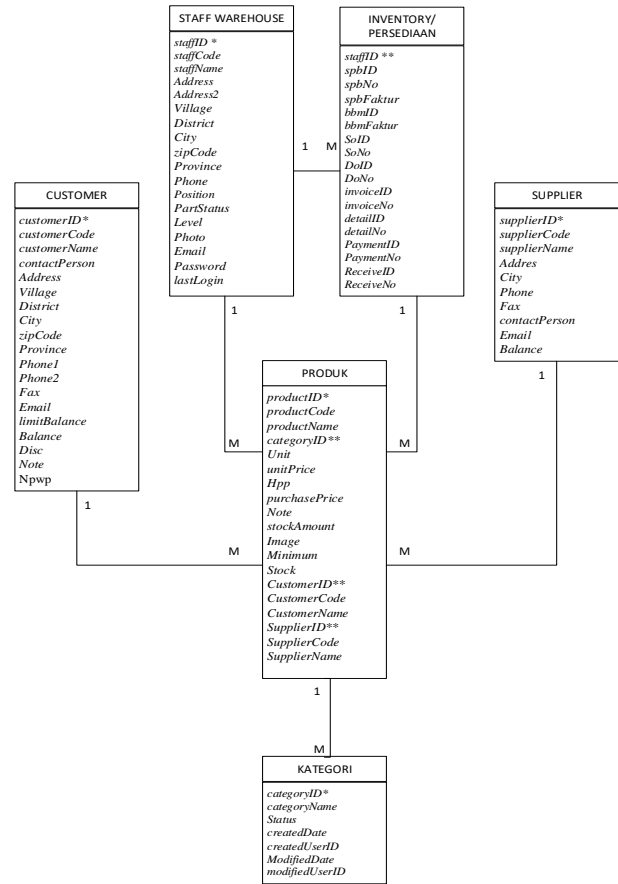 STAFF WAREHOUSE
staffID *
staffCode
staffName
Address
Address2
Village
District
City
zipCode
Province
Phone
Position
PartStatus
Level
Photo
Email
Password
lastLogin
INVENTORY/
PERSEDIAAN
staffID **
spbID
spbNo
spbFaktur
bbmID
bbmFaktur
SoID
SoNo
DoID
DoNo
invoiceID
invoiceNo
detailID
detailNo
PaymentID
PaymentNo
ReceiveID
ReceiveNo
1
M
CUSTOMER
customerID*
customerCode
customerName
contactPerson
Address
Village
District
City
zipCode
Province
Phone1
Phone2
Fax
Email
limitBalance
Balance
Disc
Note
Npwp
SUPPLIER
supplierID*
supplierCode
supplierName
Addres
City
Phone
Fax
contactPerson
Email
Balance
1
1
1
1
PRODUK
productID*
productCode
productName
categoryID**
Unit
unitPrice
Hpp
purchasePrice
Note
stockAmount
Image
Minimum
Stock
CustomerID**
CustomerCode
CustomerName
SupplierID**
SupplierCode
SupplierName
M
M
M
M
1
M
KATEGORI
categoryID*
categoryName
Status
createdDate
createdUserID
ModifiedDate
modifiedUserID